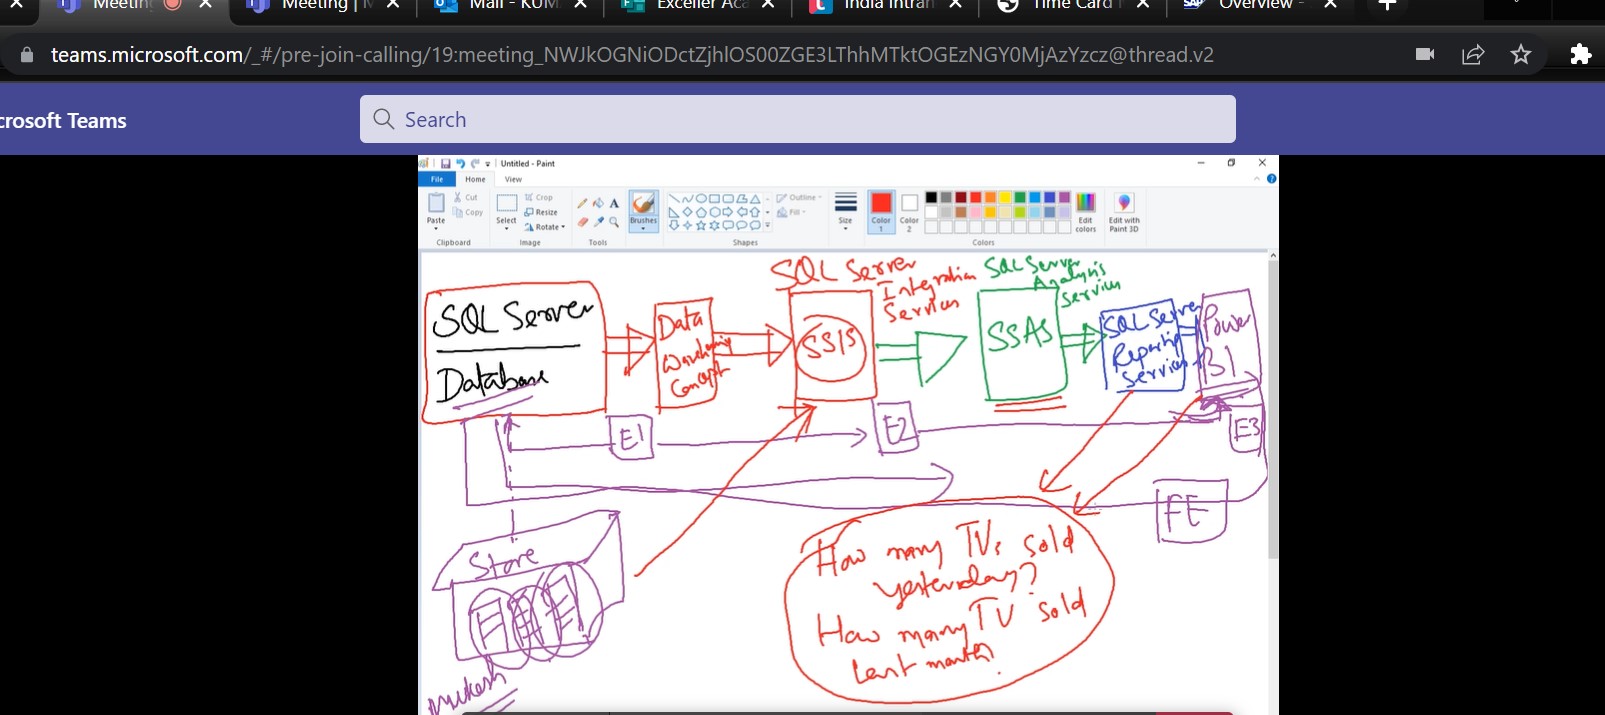 Meetin
Meeting | M
Mail - KUM
Exceller Aca
India Intran
Time Card
SAP
Overview -
teams.microsoft.com/_#/pre-join-calling/19:meeting_NWJkOGNiODctZjhlOS00ZGE3LThhMTktOGEzNGY0MjAzYzcz@thread.v2
crosoft Teams
Search
Untitled - Paint
File
Home
View
Paste
Cut
Copy
Clipboard
Select
Crop
Resize
Rotate
Image
A
Tools
Brushes
Outline
Fill
Shapes
Size
Color
1
Color
2
Edit
colors
Edit with
Paint 3D
Colors
SQL Server
Database
Data
Warehousing
Concept
SQL Server
Integration
Services
SSIS
SQL Server
Analysis
Services
SSAS
SQL Server
Reporting
Services
Power
BI
E1
E2
E3
FE
Store
Mukesh
How many TVs sold
yesterday?
How many TV sold
last month